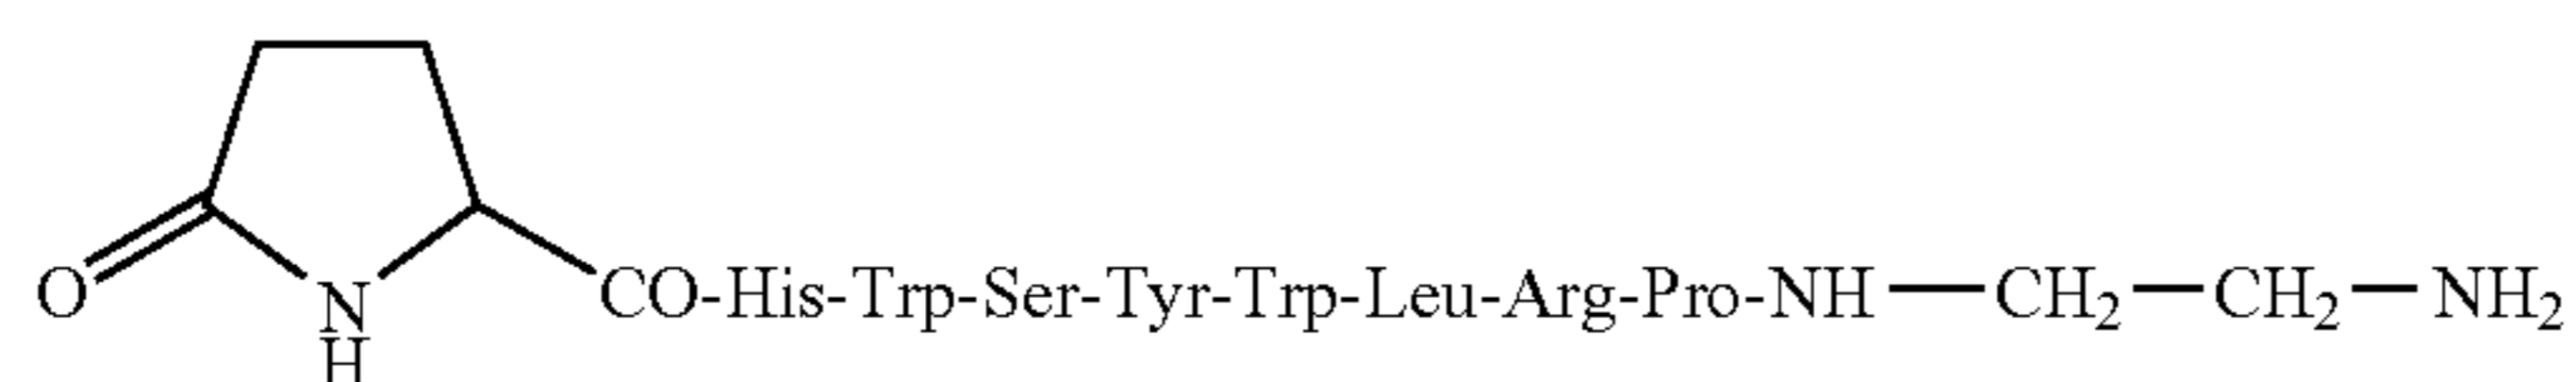 O N CO-His-Trp-Ser-Tyr-Trp-Leu-Arg-Pro-NH—CH₂—CH₂—NH₂
H